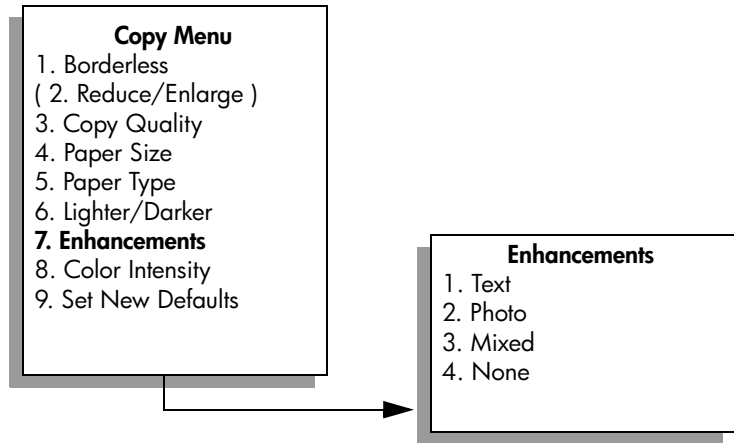 Copy Menu
1. Borderless
( 2. Reduce/Enlarge )
3. Copy Quality
4. Paper Size
5. Paper Type
6. Lighter/Darker
7. Enhancements
8. Color Intensity
9. Set New Defaults
Enhancements
1. Text
2. Photo
3. Mixed
4. None